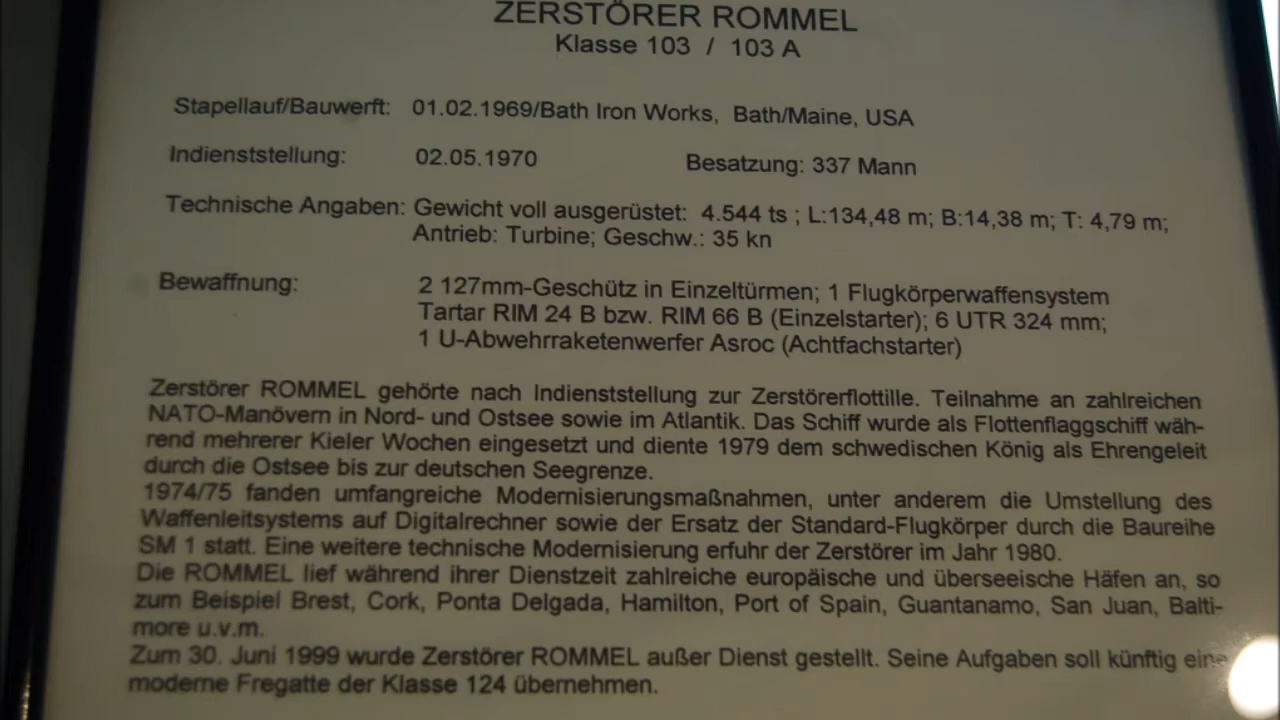 ZERSTÖRER ROMMEL
Klasse 103 / 103 A
Stapellauf/Bauwerft: 01.02.1969/Bath Iron Works, Bath/Maine, USA
Indienststellung: 02.05.1970 Besatzung: 337 Mann
Technische Angaben: Gewicht voll ausgerüstet: 4.544 ts ; L:134,48 m; B:14,38 m; T: 4,79 m;
Antrieb: Turbine; Geschw.: 35 kn
Bewaffnung: 2 127mm-Geschütz in Einzeltürmen; 1 Flugkörperwaffensystem
Tartar RIM 24 B bzw. RIM 66 B (Einzelstarter); 6 UTR 324 mm;
1 U-Abwehrraketenwerfer Asroc (Achtfachstarter)
Zerstörer ROMMEL gehörte nach Indienststellung zur Zerstörerflottille. Teilnahme an zahlreichen
NATO-Manövern in Nord- und Ostsee sowie im Atlantik. Das Schiff wurde als Flottenflaggschiff wäh-
rend mehrerer Kieler Wochen eingesetzt und diente 1979 dem schwedischen König als Ehrengeleit
durch die Ostsee bis zur deutschen Seegrenze.
1974/75 fanden umfangreiche Modernisierungsmaßnahmen, unter anderem die Umstellung des
Waffenleitsystems auf Digitalrechner sowie der Ersatz der Standard-Flugkörper durch die Baureihe
SM 1 statt. Eine weitere technische Modernisierung erfuhr der Zerstörer im Jahr 1980.
Die ROMMEL lief während ihrer Dienstzeit zahlreiche europäische und überseeische Häfen an, so
zum Beispiel Brest, Cork, Ponta Delgada, Hamilton, Port of Spain, Guantanamo, San Juan, Balti-
more u.v.m.
Zum 30. Juni 1999 wurde Zerstörer ROMMEL außer Dienst gestellt. Seine Aufgaben soll künftig eine
moderne Fregatte der Klasse 124 übernehmen.